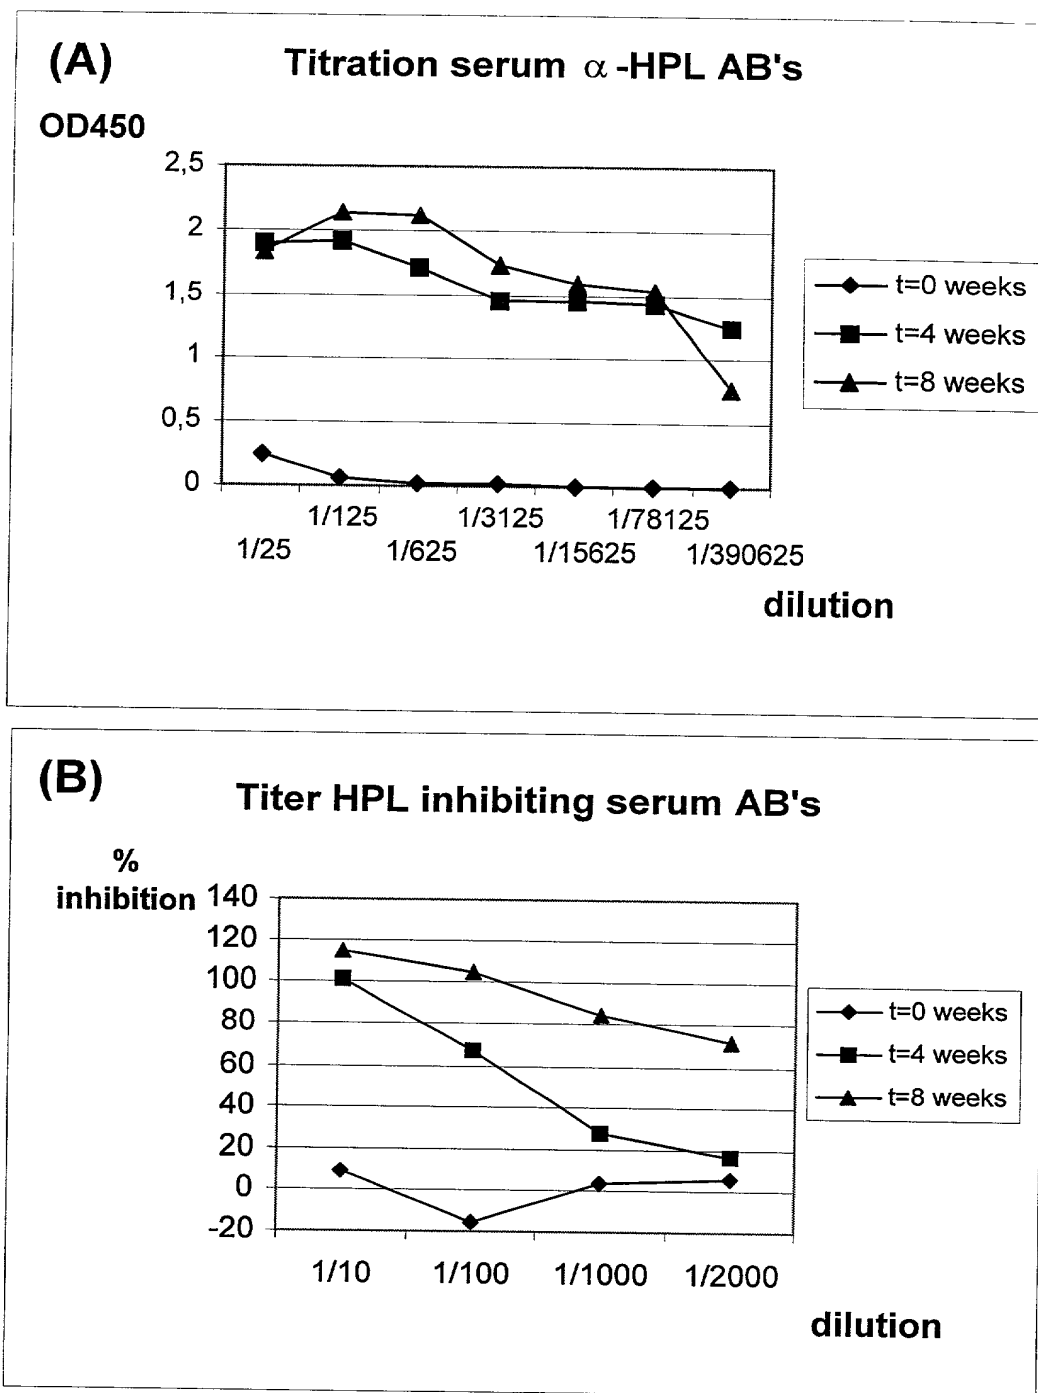 (A)
Titration serum α-HPL AB's
OD450
2,5
2
1,5
1
0,5
0
1/125 1/3125 1/78125
1/25 1/625 1/15625 1/390625
dilution
t=0 weeks
t=4 weeks
t=8 weeks
(B)
Titer HPL inhibiting serum AB's
%
inhibition
140
120
100
80
60
40
20
0
-20
1/10 1/100 1/1000 1/2000
dilution
t=0 weeks
t=4 weeks
t=8 weeks